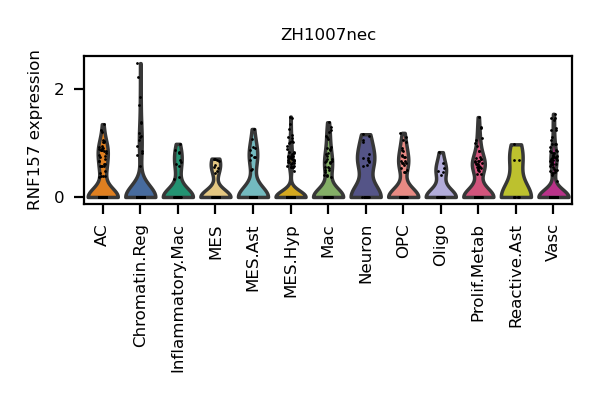 ZH1007nec
RNF157 expression
2
0
AC
Chromatin.Reg
Inflammatory.Mac
MES
MES.Ast
MES.Hyp
Mac
Neuron
OPC
Oligo
Prolif.Metab
Reactive.Ast
Vasc